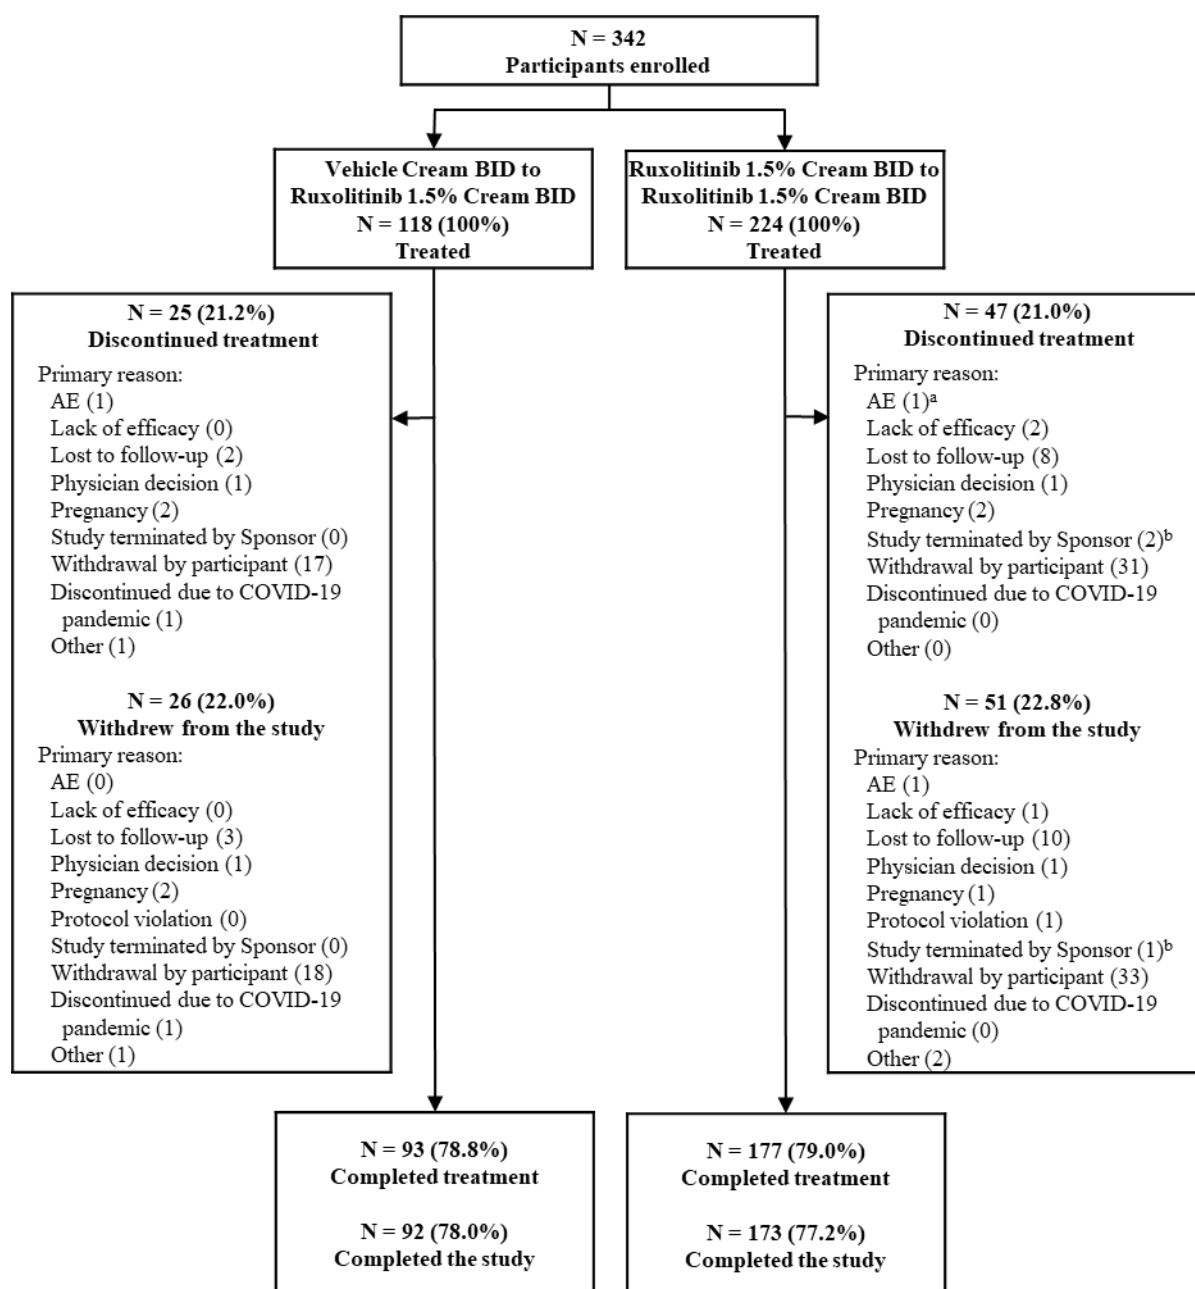 N = 342
Participants enrolled
Vehicle Cream BID to
Ruxolitinib 1.5% Cream BID
N = 118 (100%)
Treated
Ruxolitinib 1.5% Cream BID to
Ruxolitinib 1.5% Cream BID
N = 224 (100%)
Treated
N = 25 (21.2%)
Discontinued treatment
Primary reason:
AE (1)
Lack of efficacy (0)
Lost to follow-up (2)
Physician decision (1)
Pregnancy (2)
Study terminated by Sponsor (0)
Withdrawal by participant (17)
Discontinued due to COVID-19
pandemic (1)
Other (1)
N = 26 (22.0%)
Withdrew from the study
Primary reason:
AE (0)
Lack of efficacy (0)
Lost to follow-up (3)
Physician decision (1)
Pregnancy (2)
Protocol violation (0)
Study terminated by Sponsor (0)
Withdrawal by participant (18)
Discontinued due to COVID-19
pandemic (1)
Other (1)
N = 47 (21.0%)
Discontinued treatment
Primary reason:
AE (1)a
Lack of efficacy (2)
Lost to follow-up (8)
Physician decision (1)
Pregnancy (2)
Study terminated by Sponsor (2)b
Withdrawal by participant (31)
Discontinued due to COVID-19
pandemic (0)
Other (0)
N = 51 (22.8%)
Withdrew from the study
Primary reason:
AE (1)
Lack of efficacy (1)
Lost to follow-up (10)
Physician decision (1)
Pregnancy (1)
Protocol violation (1)
Study terminated by Sponsor (1)b
Withdrawal by participant (33)
Discontinued due to COVID-19
pandemic (0)
Other (2)
N = 93 (78.8%)
Completed treatment
N = 92 (78.0%)
Completed the study
N = 177 (79.0%)
Completed treatment
N = 173 (77.2%)
Completed the study